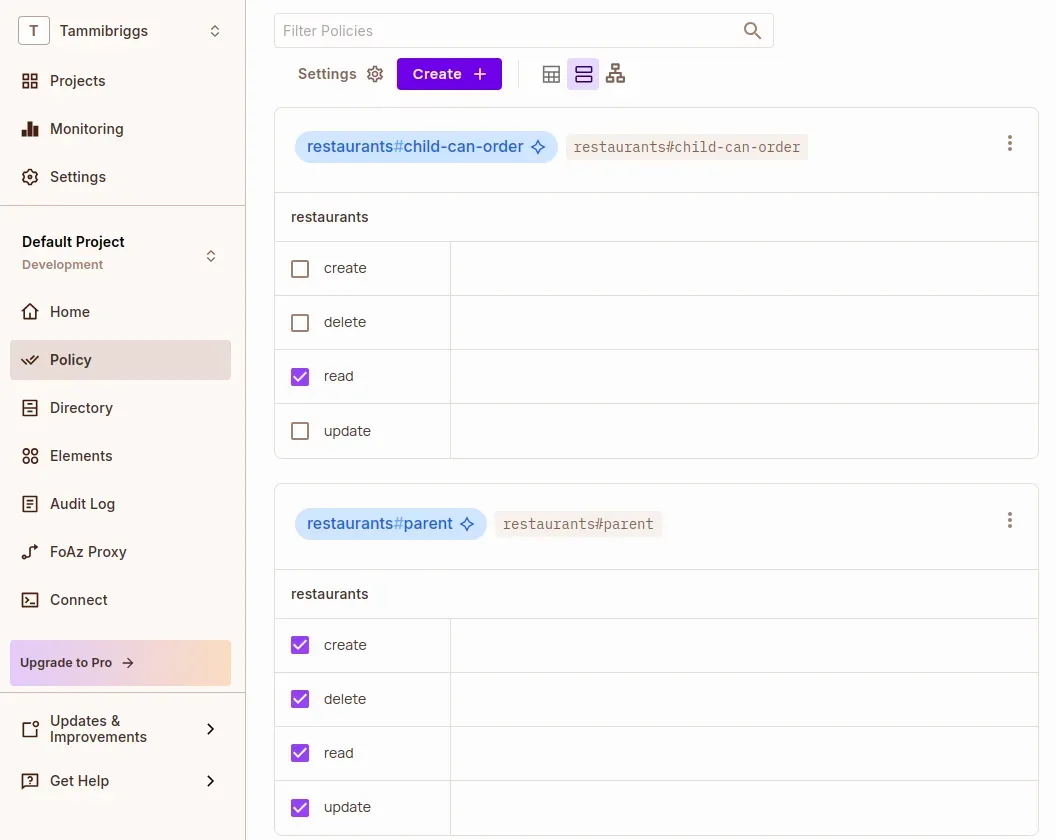 T Tammibriggs
Projects
Monitoring
Settings
Default Project
Development
Home
Policy
Directory
Elements
Audit Log
FoAz Proxy
Connect
Upgrade to Pro
Updates &
Improvements
Get Help
Filter Policies
Settings Create
restaurants#child-can-order restaurants#child-can-order
restaurants
create
delete
read
update
restaurants#parent restaurants#parent
restaurants
create
delete
read
update